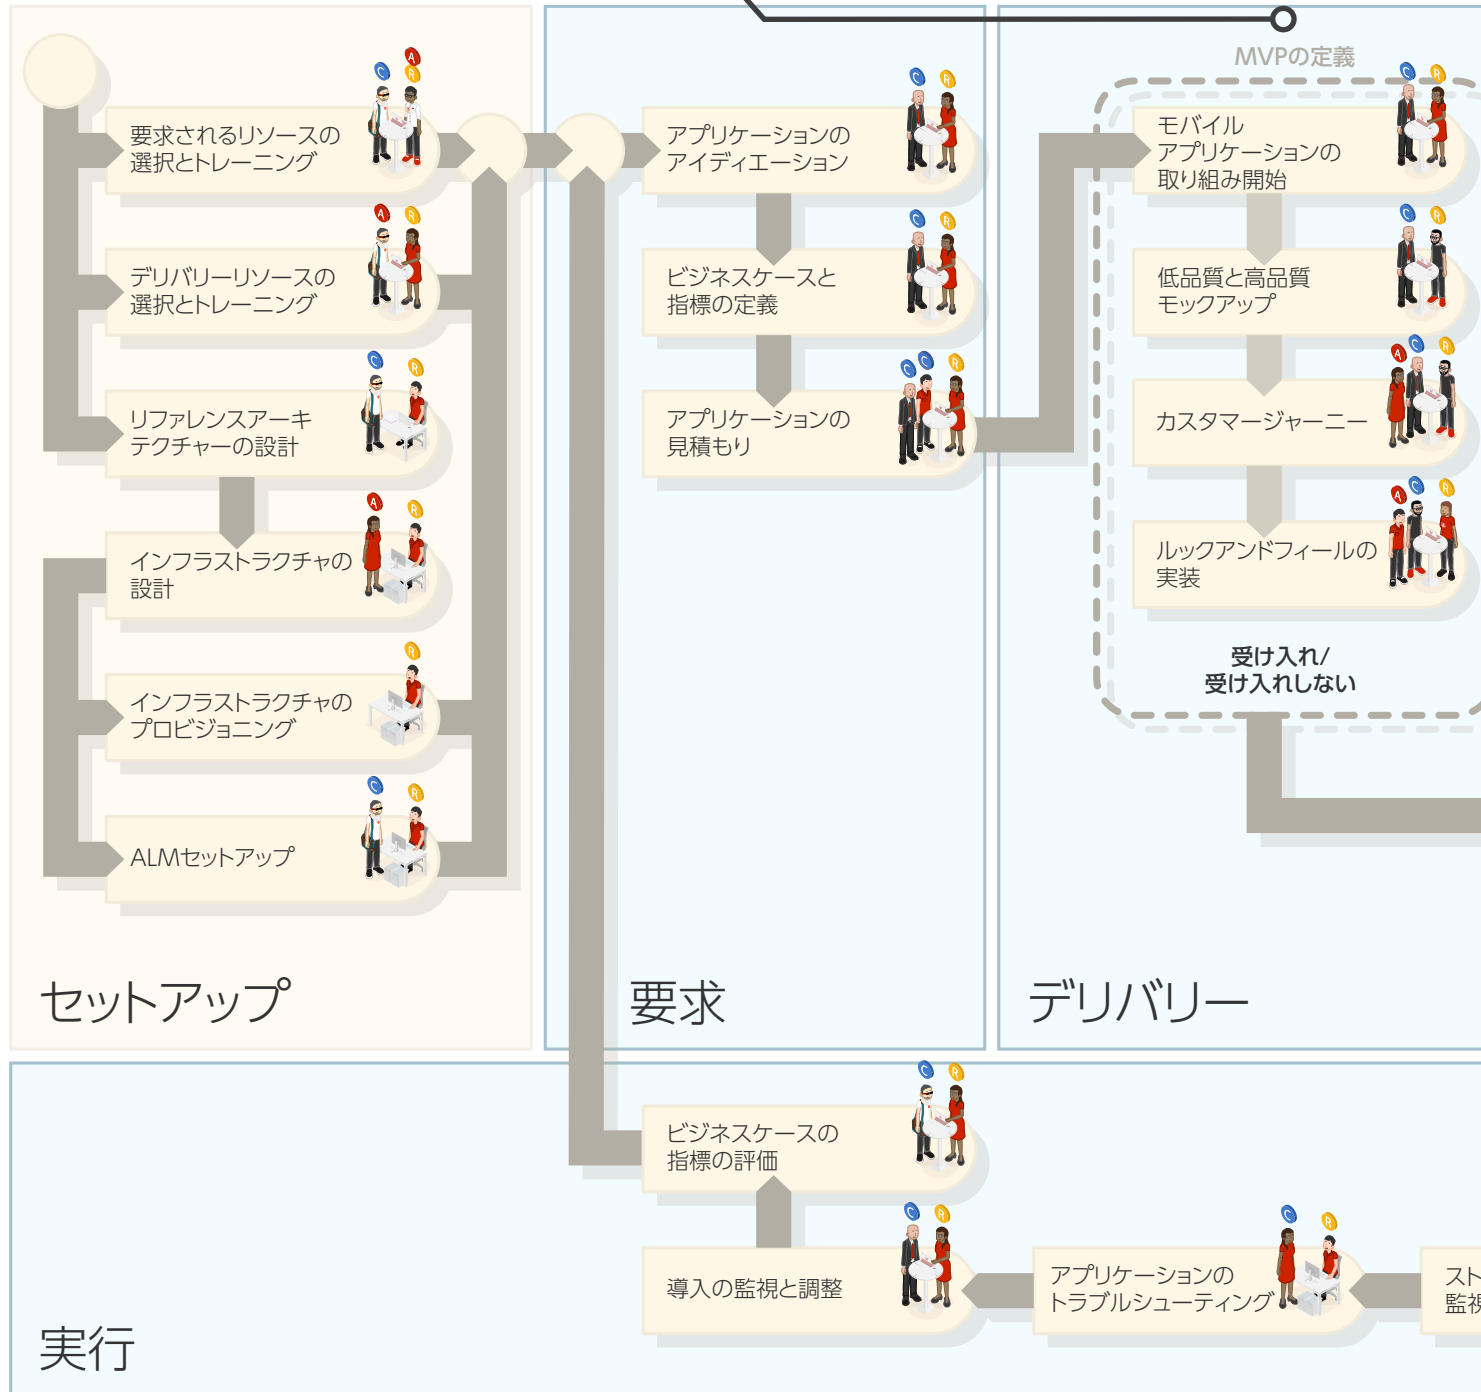 C
A
R
要求されるリソースの
選択とトレーニング
A
R
デリバリーリソースの
選択とトレーニング
C
R
リファレンスアーキ
テクチャーの設計
A
R
インフラストラクチャの
設計
R
インフラストラクチャの
プロビジョニング
C
R
ALMセットアップ
セットアップ
C
R
アプリケーションの
アイディエーション
C
R
ビジネスケースと
指標の定義
C
C
R
アプリケーションの
見積もり
要求
MVPの定義
C
R
モバイル
アプリケーションの
取り組み開始
C
R
低品質と高品質
モックアップ
A
C
R
カスタマージャーニー
A
C
R
ルックアンドフィールの
実装
受け入れ/
受け入れしない
デリバリー
C
R
ビジネスケースの
指標の評価
C
R
導入の監視と調整
C
R
アプリケーションの
トラブルシューティング
スト
監視
実行